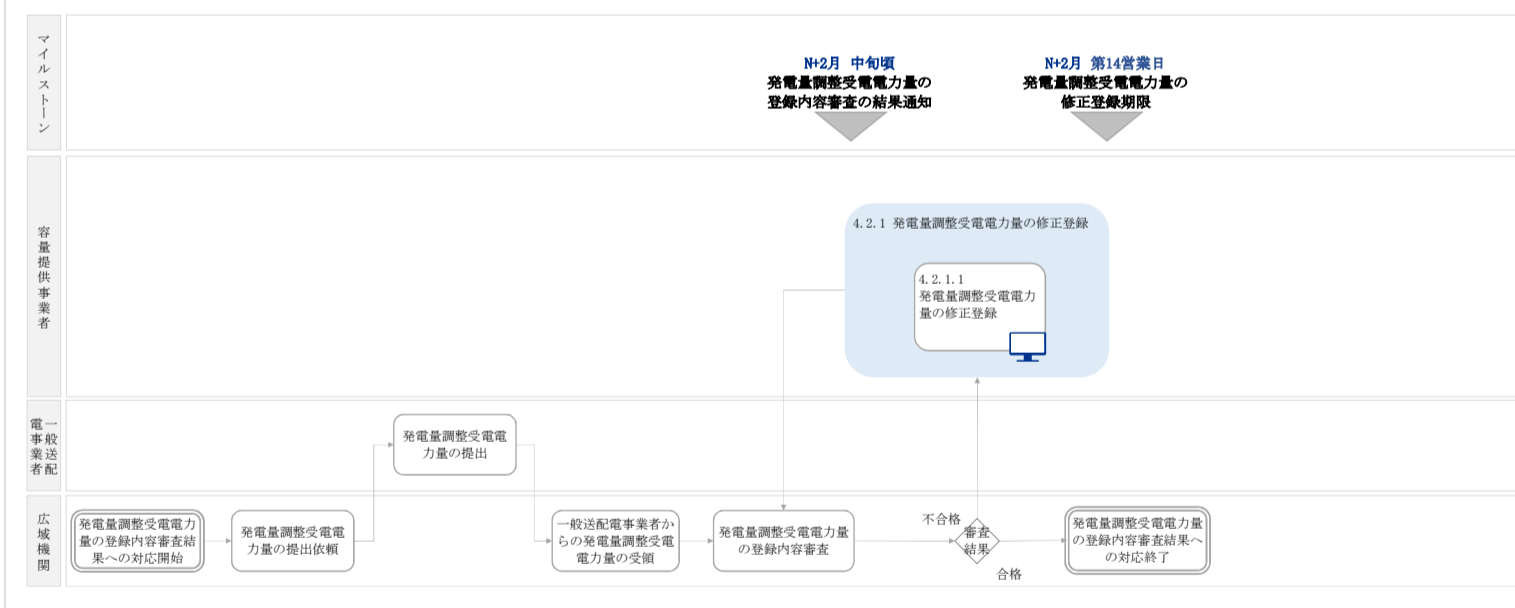 マイルストーン
N+2月 中旬頃
発電量調整受電電力量の
登録内容審査の結果通知
N+2月 第14営業日
発電量調整受電電力量の
修正登録期限
容量提供事業者
4.2.1 発電量調整受電電力量の修正登録
4.2.1.1
発電量調整受電電力
量の修正登録
一般送配
電事業者
発電量調整受電電
力量の提出
広域機関
発電量調整受電電力
量の登録内容審査結
果への対応開始
発電量調整受電電
力量の提出依頼
一般送配電事業者か
らの発電量調整受電
電力量の受領
発電量調整受電電力量
の登録内容審査
不合格
審査
結果
合格
発電量調整受電電力量
の登録内容審査結果へ
の対応終了